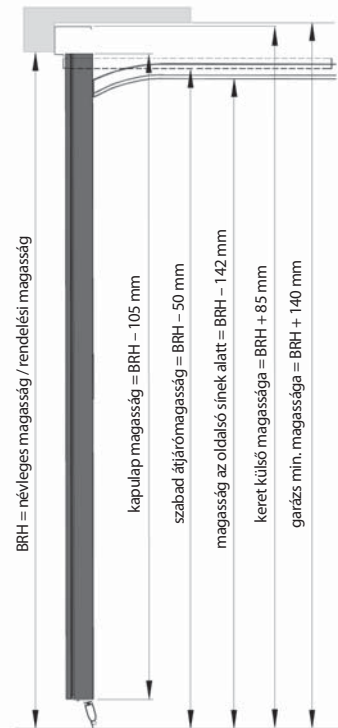 BRH = névleges magasság / rendelési magasság
kapulap magasság = BRH – 105 mm
szabad átjárómagasság = BRH – 50 mm
magasság az oldalsó sínek alatt = BRH – 142 mm
keret külső magassága = BRH + 85 mm
garázs min. magassága = BRH + 140 mm